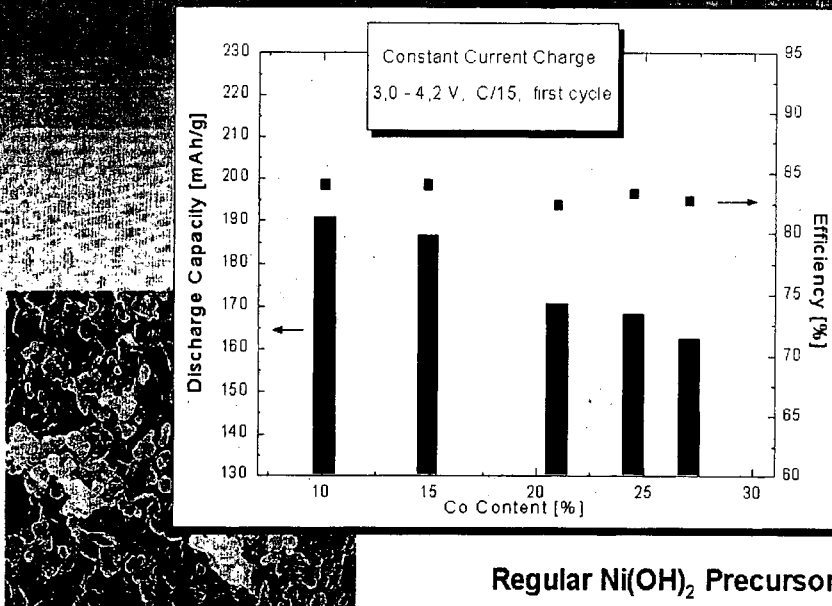 Constant Current Charge
3,0 - 4,2 V, C/15, first cycle
230
220
210
200
190
180
170
160
150
140
130
Discharge Capacity [mAh/g]
95
90
85
80
75
70
65
60
Efficiency [%]
10 15 20 25 30
Co Content [%]
Regular Ni(OH)₂ Precursor